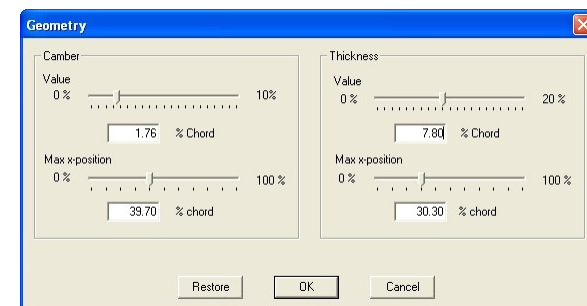 Geometry
Camber
Value
0 %
10%
1.76 % Chord
Max x-position
0 %
100 %
39.70 % chord
Thickness
Value
0 %
20 %
7.80 % Chord
Max x-position
0 %
100 %
30.30 % chord
Restore
OK
Cancel